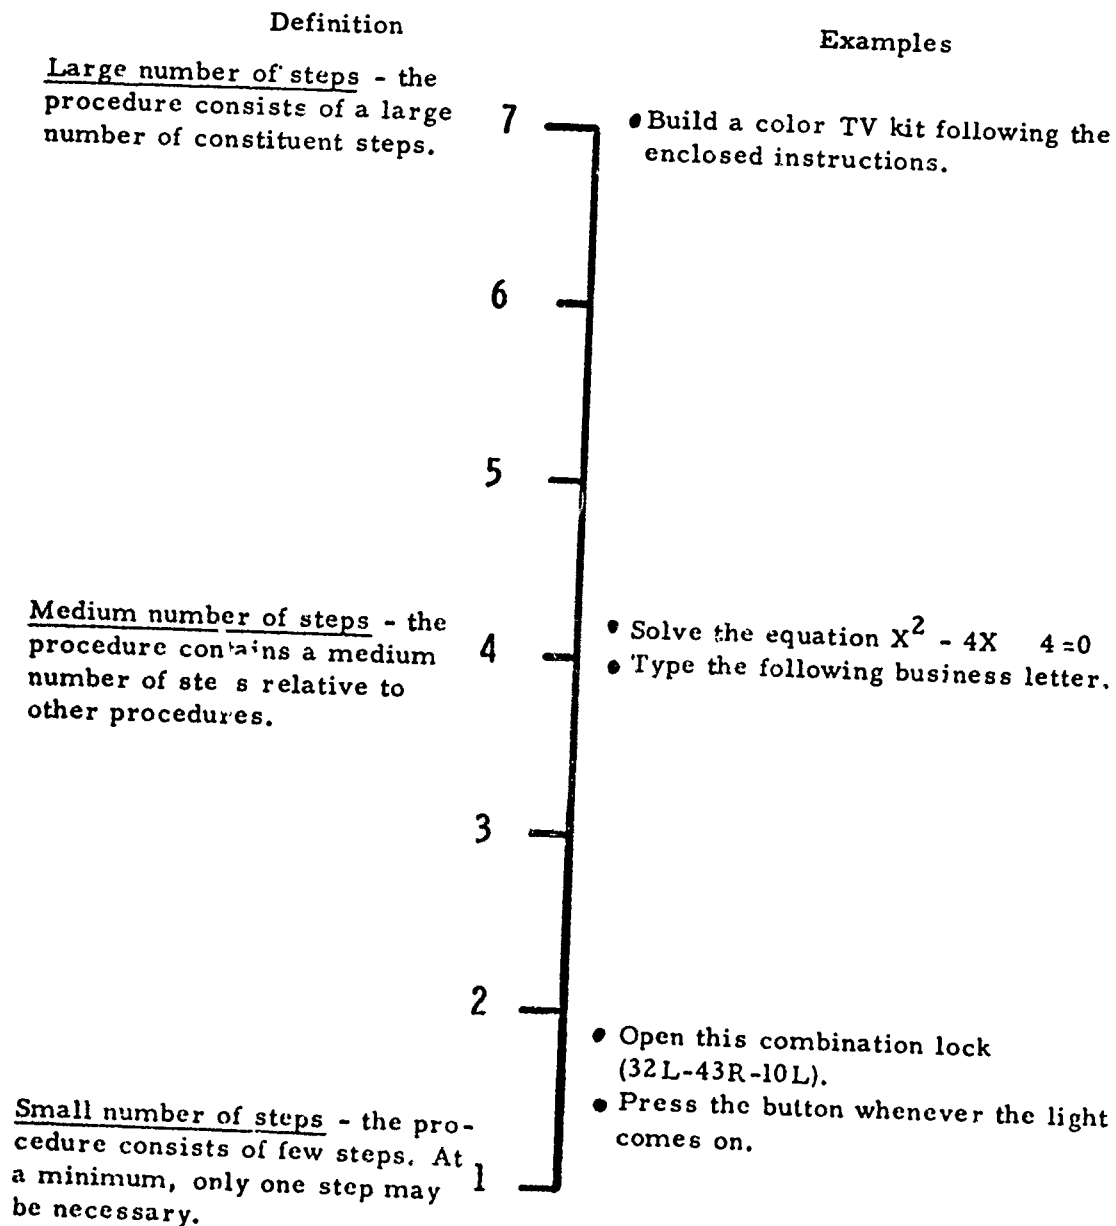 Definition
Examples
Large number of steps - the
procedure consists of a large
number of constituent steps.
7
• Build a color TV kit following the
enclosed instructions.
6
5
Medium number of steps - the
procedure contains a medium
number of ste s relative to
other procedures.
4
• Solve the equation X² - 4X 4 =0
• Type the following business letter.
3
2
• Open this combination lock
(32L-43R-10L).
• Press the button whenever the light
comes on.
Small number of steps - the pro-
cedure consists of few steps. At
a minimum, only one step may
be necessary.
1